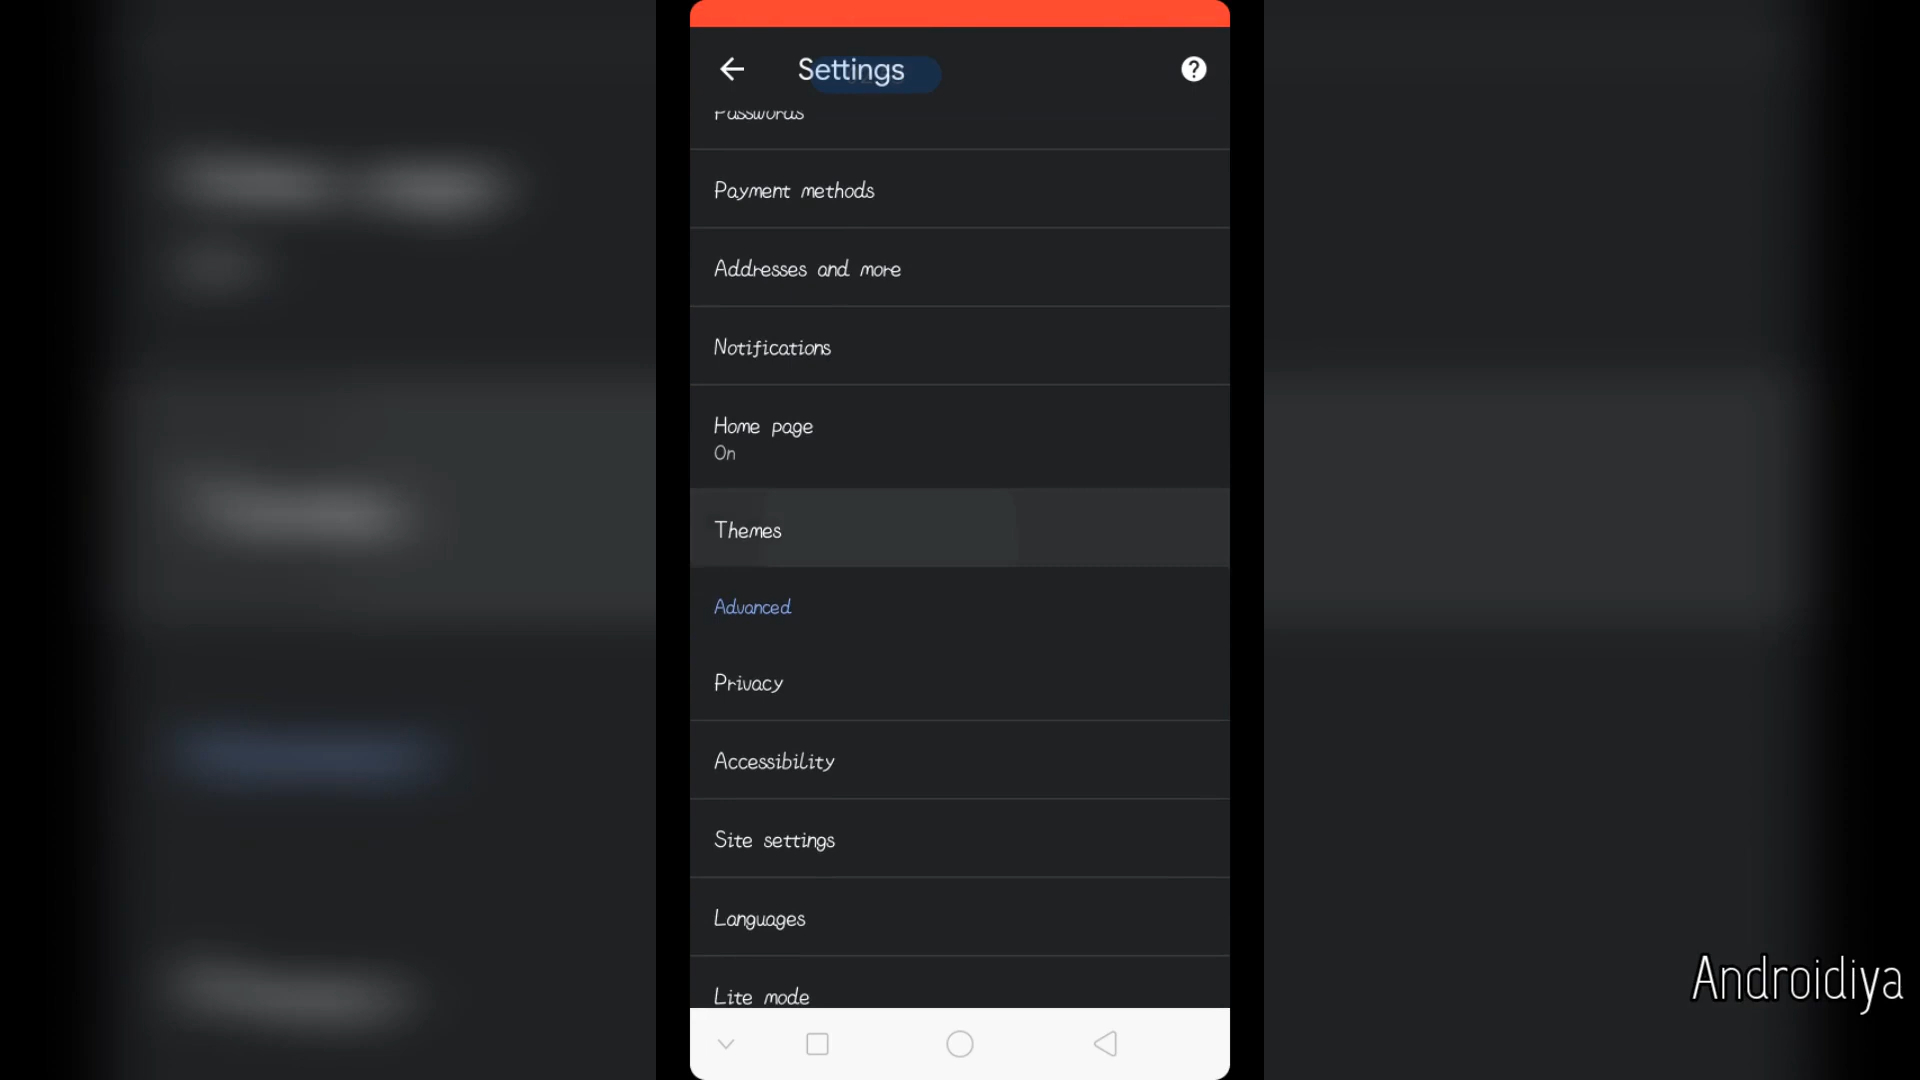 Settings
Passwords
Payment methods
Addresses and more
Notifications
Home page
On
Themes
Advanced
Privacy
Accessibility
Site settings
Languages
Lite mode
Androidiya